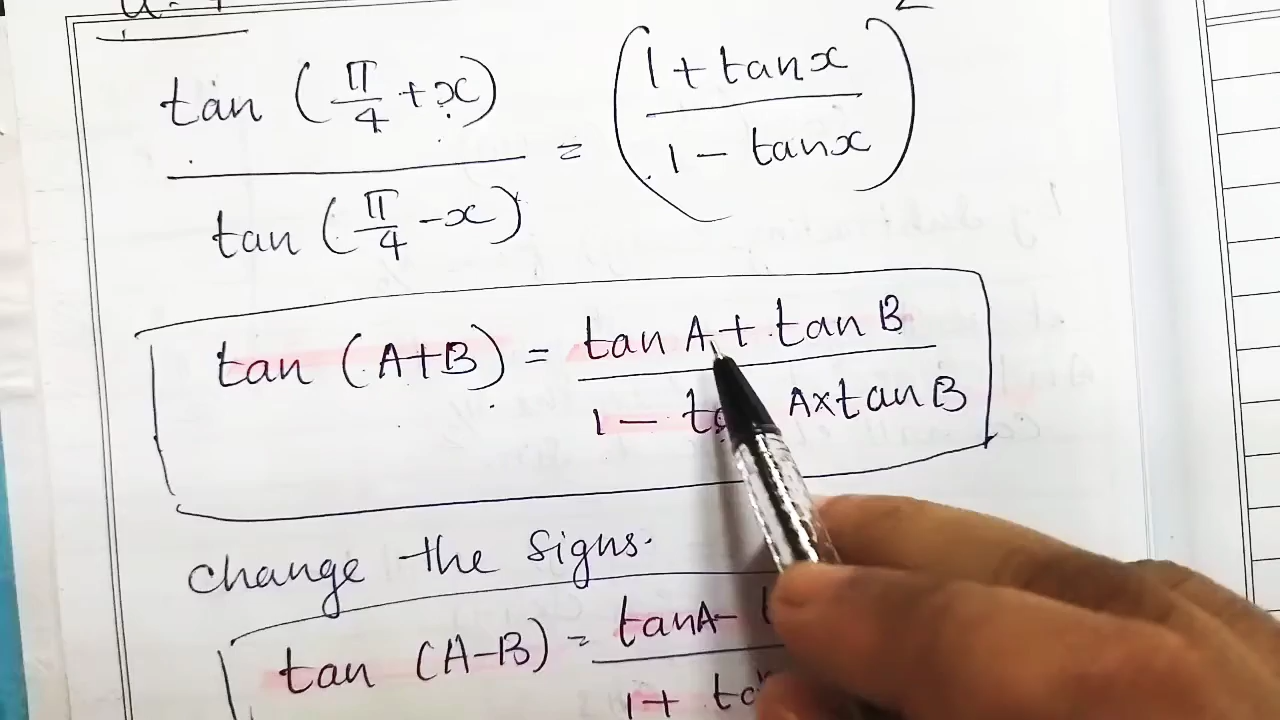 tan (π/4 + x) / tan (π/4 - x) = ((1 + tan x) / (1 - tan x))²
tan (A+B) = (tan A + tan B) / (1 - A x tan B)
change the signs.
tan (A-B) = (tan A - / (1 +